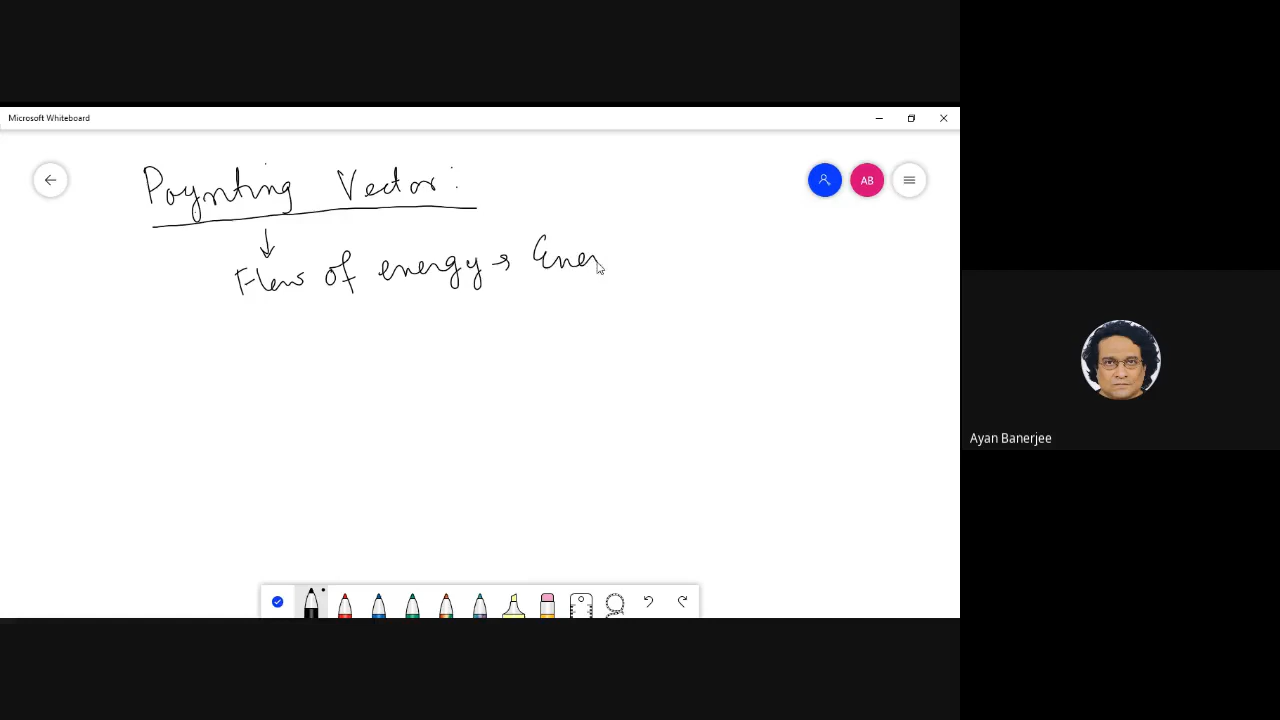 Microsoft Whiteboard
Poynting Vector:
AB
Flow of energy → Ener
Ayan Banerjee